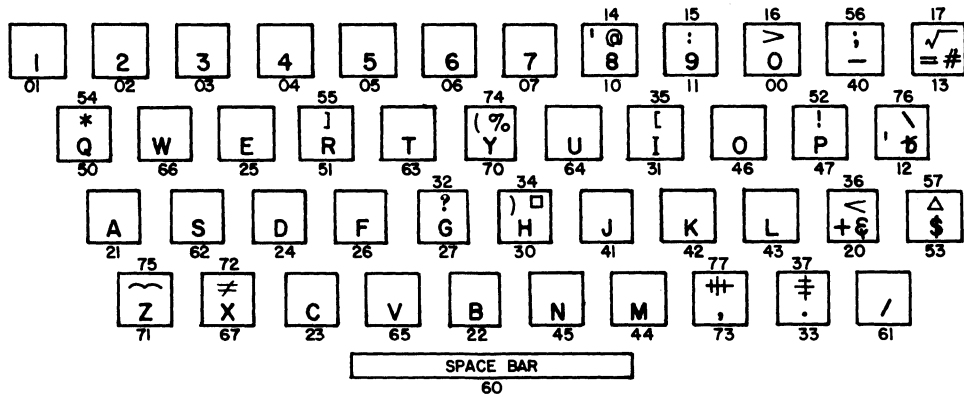 14 15 16 56 17
1 2 3 4 5 6 7 ' @ 8 : 9 > 0 ; – √ = #
01 02 03 04 05 06 07 10 11 00 40 13
54 55 74 35 52 76
* Q W E ] R T ( % Y U [ I O ! P \ '
50 66 25 51 63 70 64 31 46 47 12
32 34 36 57
A S D F ? G ) □ H J K L < + & Δ $
21 62 24 26 27 30 41 42 43 20 53
75 72 77 37
⌒ Z ≠ X C V B N M ⧻ , ‡ . /
71 67 23 65 22 45 44 73 33 61
SPACE BAR
60